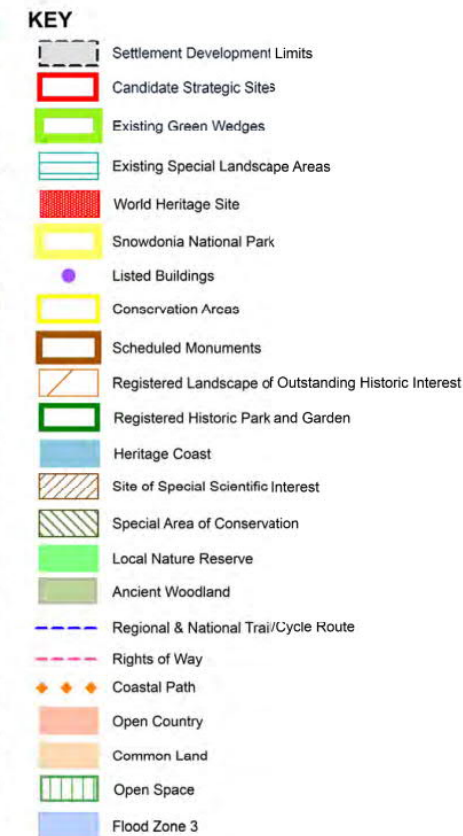 KEY
Settlement Development Limits
Candidate Strategic Sites
Existing Green Wedges
Existing Special Landscape Areas
World Heritage Site
Snowdonia National Park
Listed Buildings
Conservation Areas
Scheduled Monuments
Registered Landscape of Outstanding Historic Interest
Registered Historic Park and Garden
Heritage Coast
Site of Special Scientific Interest
Special Area of Conservation
Local Nature Reserve
Ancient Woodland
Regional & National Trail/Cycle Route
Rights of Way
Coastal Path
Open Country
Common Land
Open Space
Flood Zone 3